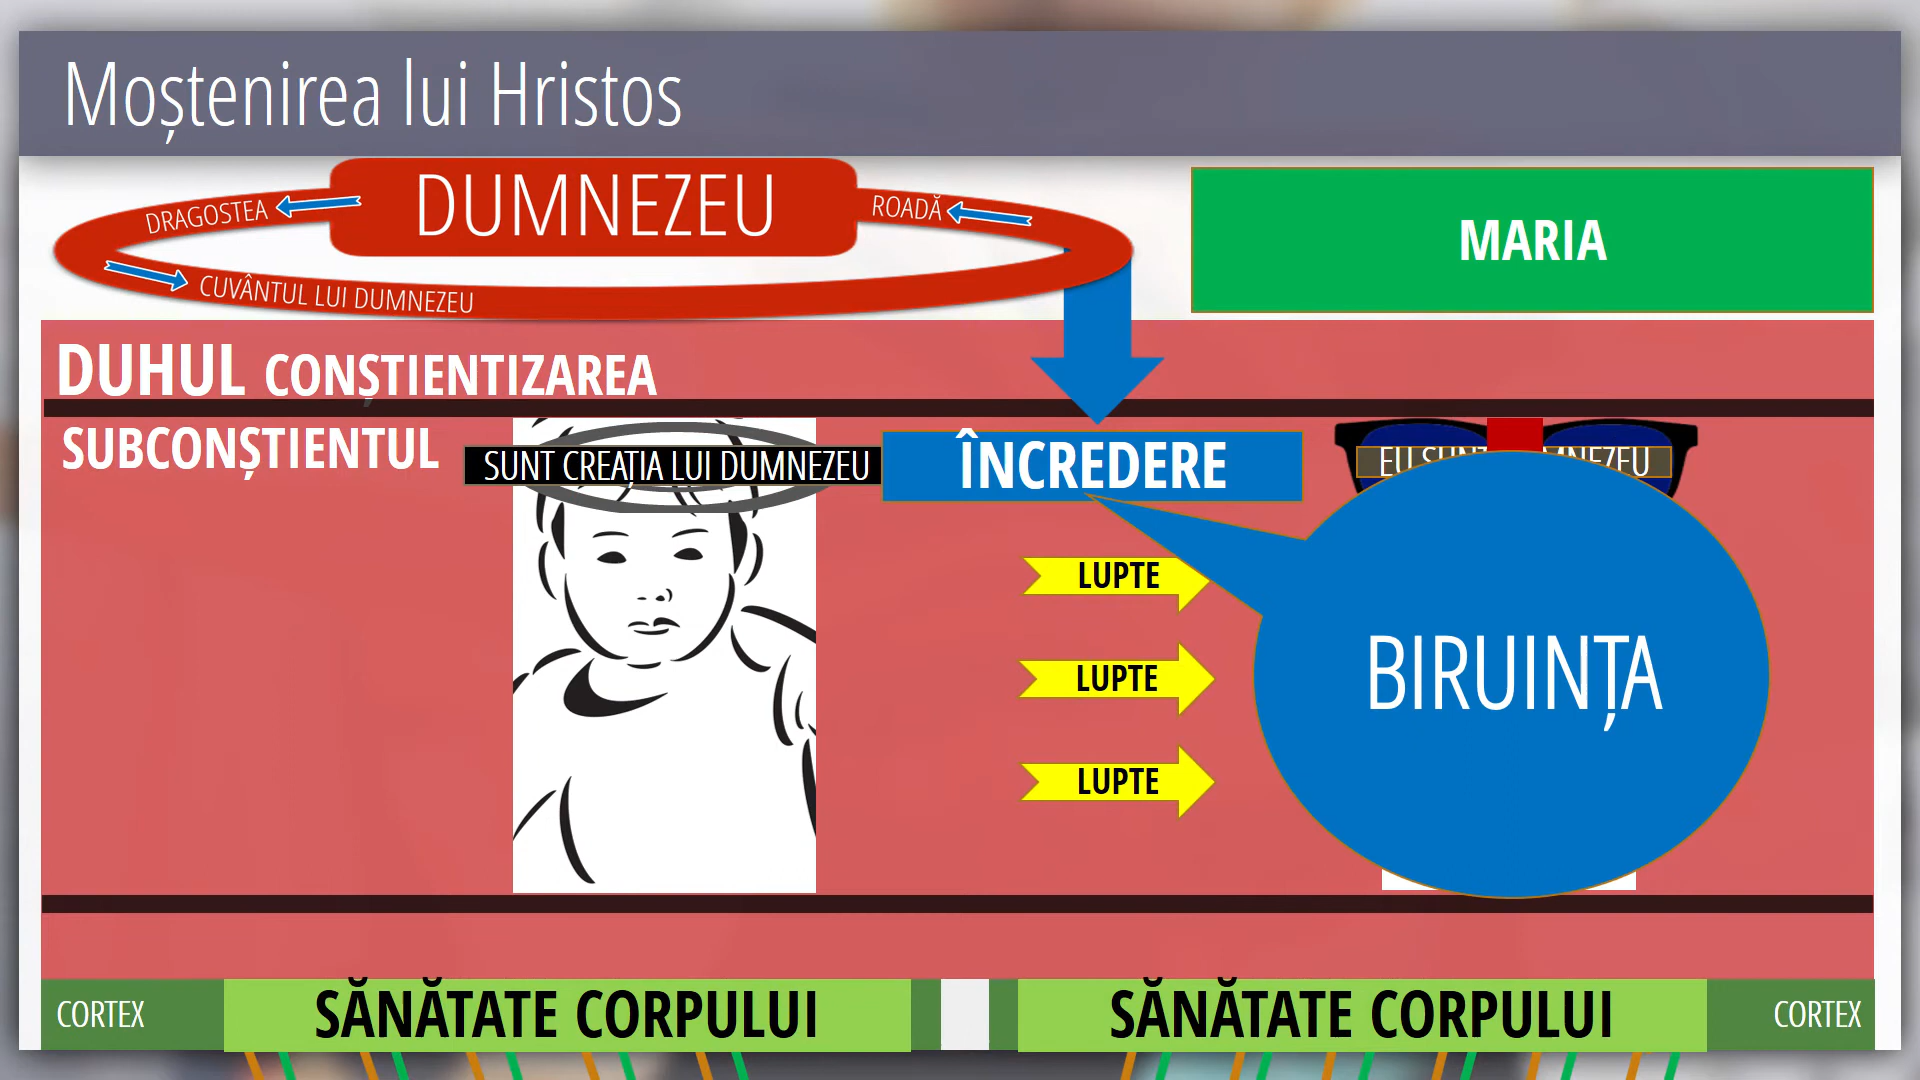 Moștenirea lui Hristos
DUMNEZEU
DRAGOSTEA
ROADĂ
CUVÂNTUL LUI DUMNEZEU
MARIA
DUHUL CONȘTIENTIZAREA
SUBCONȘTIENTUL
SUNT CREAȚIA LUI DUMNEZEU
ÎNCREDERE
EU
LUPTE
LUPTE
LUPTE
BIRUINȚA
CORTEX
SĂNĂTATE CORPULUI
SĂNĂTATE CORPULUI
CORTEX